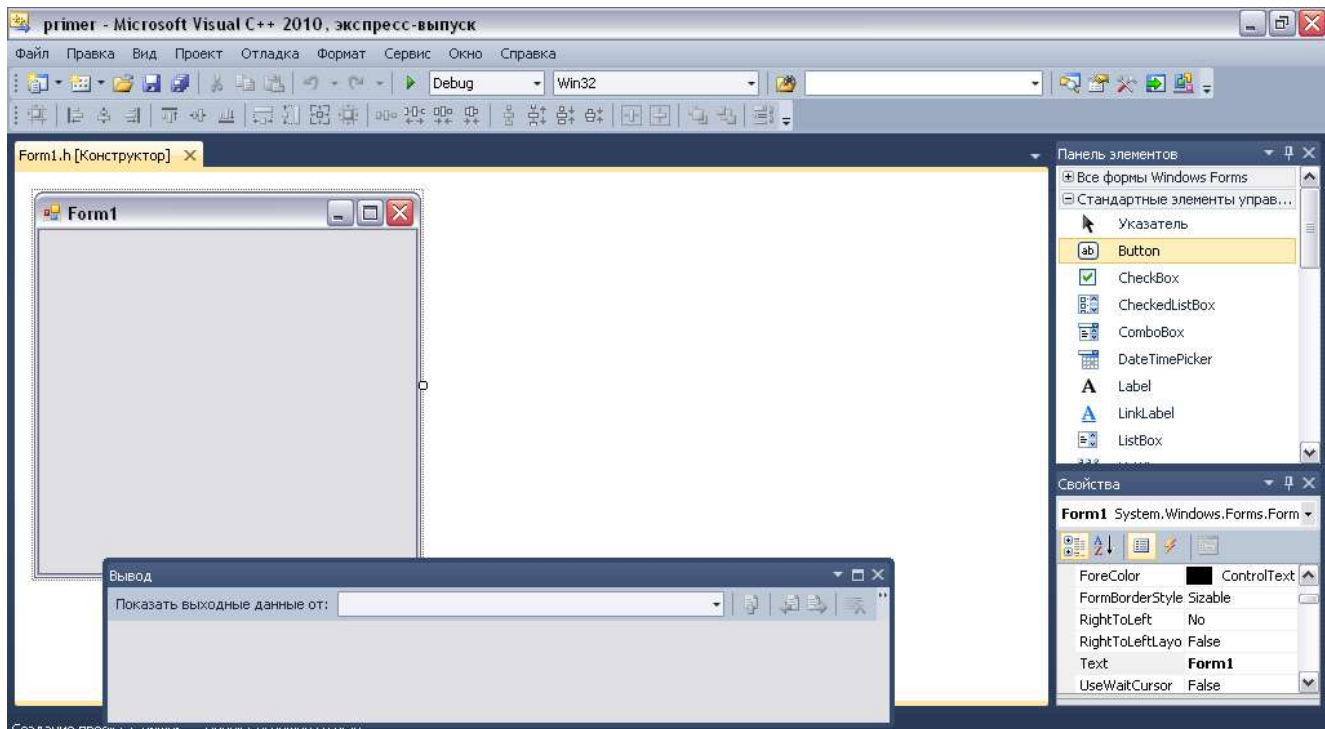 primer - Microsoft Visual C++ 2010, экспресс-выпуск
Файл Правка Вид Проект Отладка Формат Сервис Окно Справка
Debug Win32
Form1.h [Конструктор]
Form1
Панель элементов
Все формы Windows Forms
Стандартные элементы управ...
Указатель
Button
CheckBox
CheckedListBox
ComboBox
DateTimePicker
Label
LinkLabel
ListBox
Свойства
Form1 System.Windows.Forms.Form
ForeColor ControlText
FormBorderStyle Sizable
RightToLeft No
RightToLeftLayo False
Text Form1
UseWaitCursor False
Вывод
Показать выходные данные от: